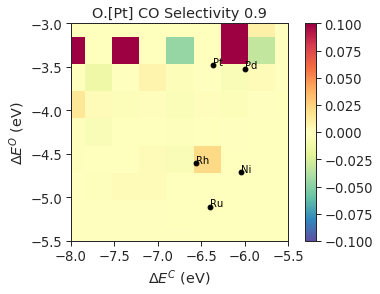 O.[Pt] CO Selectivity 0.9
−3.0
−3.5
−4.0
−4.5
−5.0
−5.5
ΔE^O (eV)
Pt
Pd
Rh
Ni
Ru
−8.0 −7.5 −7.0 −6.5 −6.0 −5.5
ΔE^C (eV)
0.100
0.075
0.050
0.025
0.000
−0.025
−0.050
−0.075
−0.100